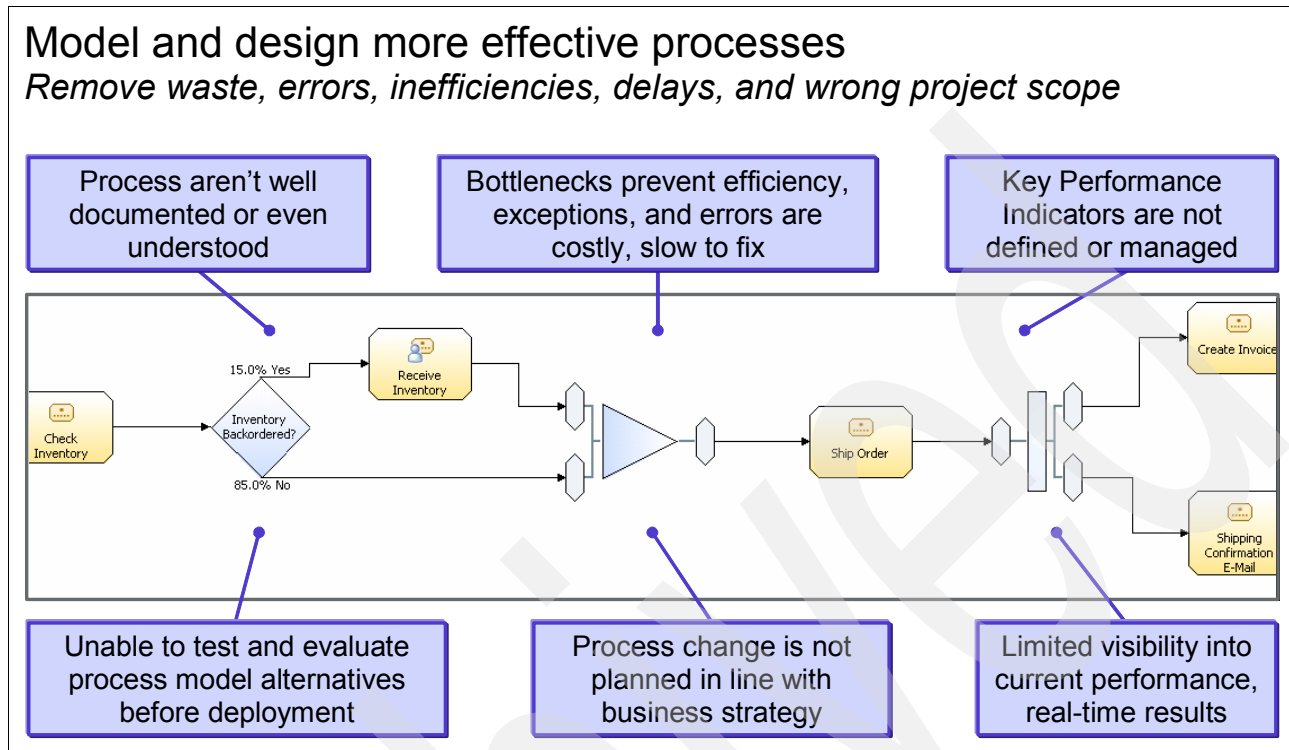 Model and design more effective processes
Remove waste, errors, inefficiencies, delays, and wrong project scope
Process aren't well
documented or even
understood
Bottlenecks prevent efficiency,
exceptions, and errors are
costly, slow to fix
Key Performance
Indicators are not
defined or managed
Check
Inventory
15.0% Yes
Inventory
Backordered?
85.0% No
Receive
Inventory
Ship Order
Create Invoice
Shipping
Confirmation
E-Mail
Unable to test and evaluate
process model alternatives
before deployment
Process change is not
planned in line with
business strategy
Limited visibility into
current performance,
real-time results